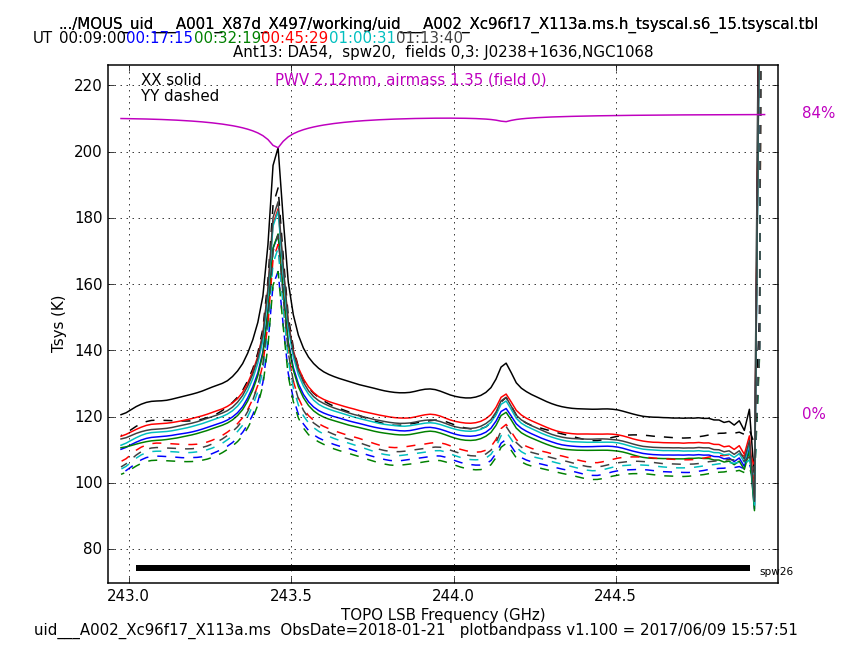 .../MOUS_uid___A001_X87d_X497/working/uid___A002_Xc96f17_X113a.ms.h_tsyscal.s6_15.tsyscal.tbl
UT 00:09:00 00:17:15 00:32:19 00:45:29 01:00:31 01:13:40
Ant13: DA54, spw20, fields 0,3: J0238+1636,NGC1068
XX solid
YY dashed
PWV 2.12mm, airmass 1.35 (field 0)
84%
0%
220
200
180
160
140
120
100
80
Tsys (K)
spw26
243.0 243.5 244.0 244.5
TOPO LSB Frequency (GHz)
uid___A002_Xc96f17_X113a.ms ObsDate=2018-01-21 plotbandpass v1.100 = 2017/06/09 15:57:51